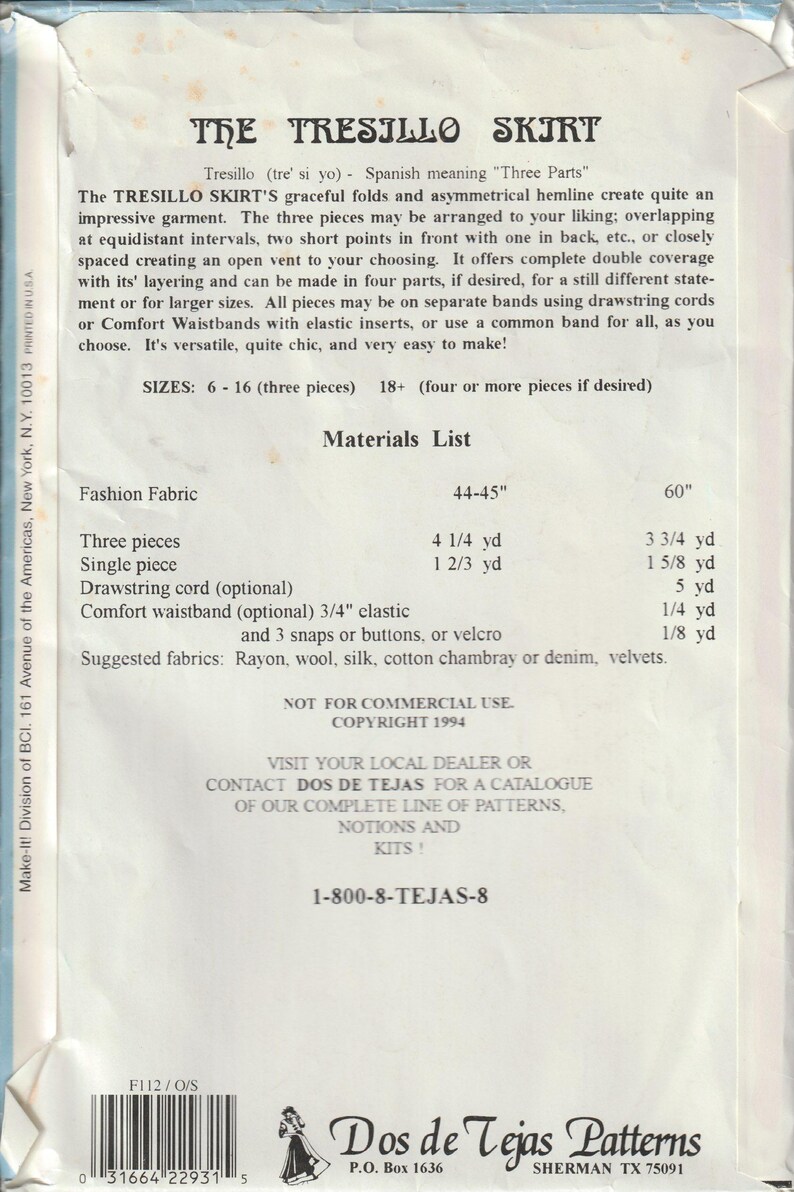 THE TRESILLO SKIRT
Tresillo (tre' si yo) - Spanish meaning "Three Parts"
The TRESILLO SKIRT'S graceful folds and asymmetrical hemline create quite an
impressive garment. The three pieces may be arranged to your liking; overlapping
at equidistant intervals, two short points in front with one in back, etc., or closely
spaced creating an open vent to your choosing. It offers complete double coverage
with its' layering and can be made in four parts, if desired, for a still different state-
ment or for larger sizes. All pieces may be on separate bands using drawstring cords
or Comfort Waistbands with elastic inserts, or use a common band for all, as you
choose. It's versatile, quite chic, and very easy to make!
SIZES: 6 - 16 (three pieces) 18+ (four or more pieces if desired)
Materials List
Fashion Fabric 44-45" 60"
Three pieces 4 1/4 yd 3 3/4 yd
Single piece 1 2/3 yd 1 5/8 yd
Drawstring cord (optional) 5 yd
Comfort waistband (optional) 3/4" elastic 1/4 yd
and 3 snaps or buttons, or velcro 1/8 yd
Suggested fabrics: Rayon, wool, silk, cotton chambray or denim, velvets.
NOT FOR COMMERCIAL USE.
COPYRIGHT 1994
VISIT YOUR LOCAL DEALER OR
CONTACT DOS DE TEJAS FOR A CATALOGUE
OF OUR COMPLETE LINE OF PATTERNS,
NOTIONS AND
KITS !
1-800-8-TEJAS-8
F112 / O/S
0 31664 22931 5
Dos de Tejas Patterns
P.O. Box 1636 SHERMAN TX 75091
Make-It! Division of BCI. 161 Avenue of the Americas, New York, N.Y. 10013 PRINTED IN U.S.A.